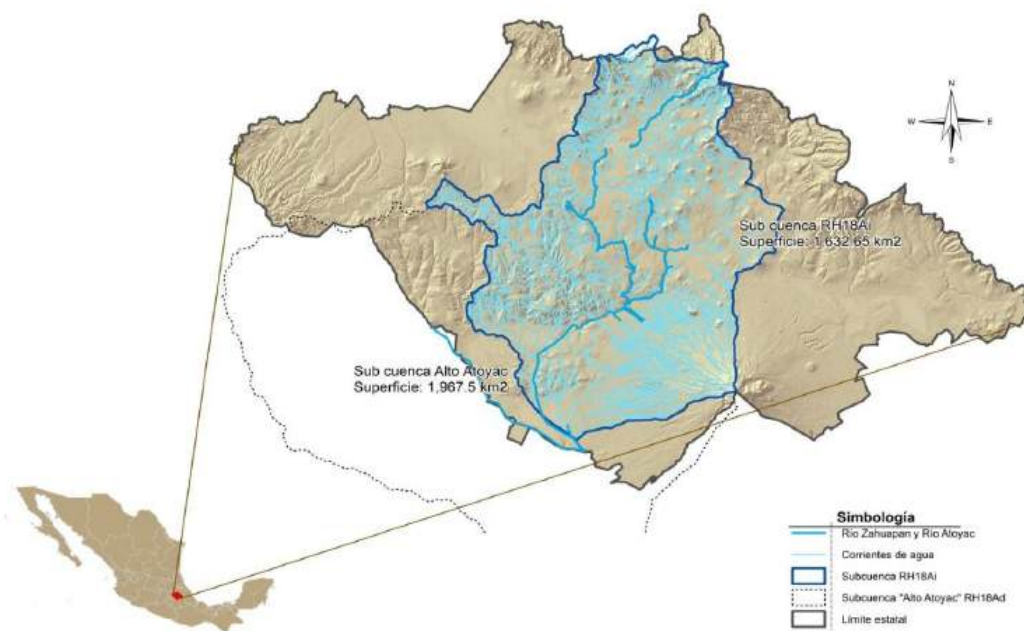 N
W E
S
Sub cuenca RH18Ai
Superficie: 1,632.65 km2
Sub cuenca Alto Atoyac
Superficie: 1,967.5 km2
Simbología
Río Zahuapan y Río Atoyac
Corrientes de agua
Subcuenca RH18Ai
Subcuenca "Alto Atoyac" RH18Ad
Límite estatal